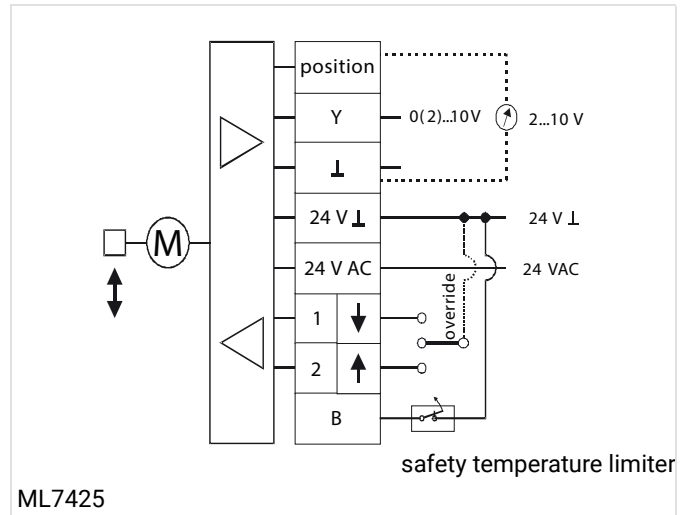 position
Y
0(2)...10V
2...10 V
⊥
24 V ⊥
24 V ⊥
24 V AC
24 VAC
override
1
2
B
M
safety temperature limiter
ML7425